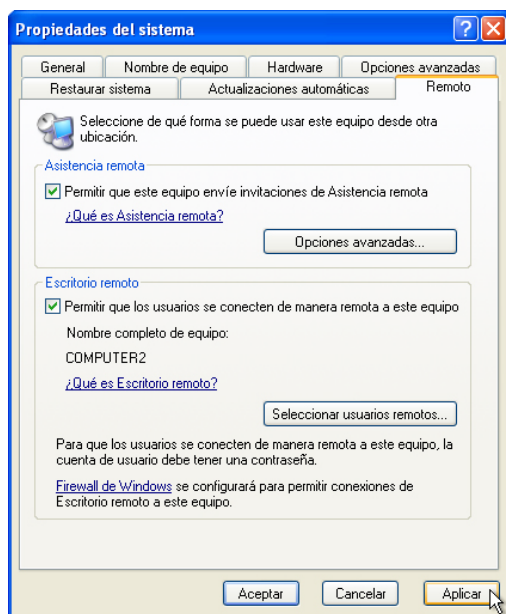 Propiedades del sistema
General Nombre de equipo Hardware Opciones avanzadas
Restaurar sistema Actualizaciones automáticas Remoto
Seleccione de qué forma se puede usar este equipo desde otra
ubicación.
Asistencia remota
Permitir que este equipo envíe invitaciones de Asistencia remota
¿Qué es Asistencia remota?
Opciones avanzadas...
Escritorio remoto
Permitir que los usuarios se conecten de manera remota a este equipo
Nombre completo de equipo:
COMPUTER2
¿Qué es Escritorio remoto?
Seleccionar usuarios remotos...
Para que los usuarios se conecten de manera remota a este equipo, la
cuenta de usuario debe tener una contraseña.
Firewall de Windows se configurará para permitir conexiones de
Escritorio remoto a este equipo.
Aceptar Cancelar Aplicar